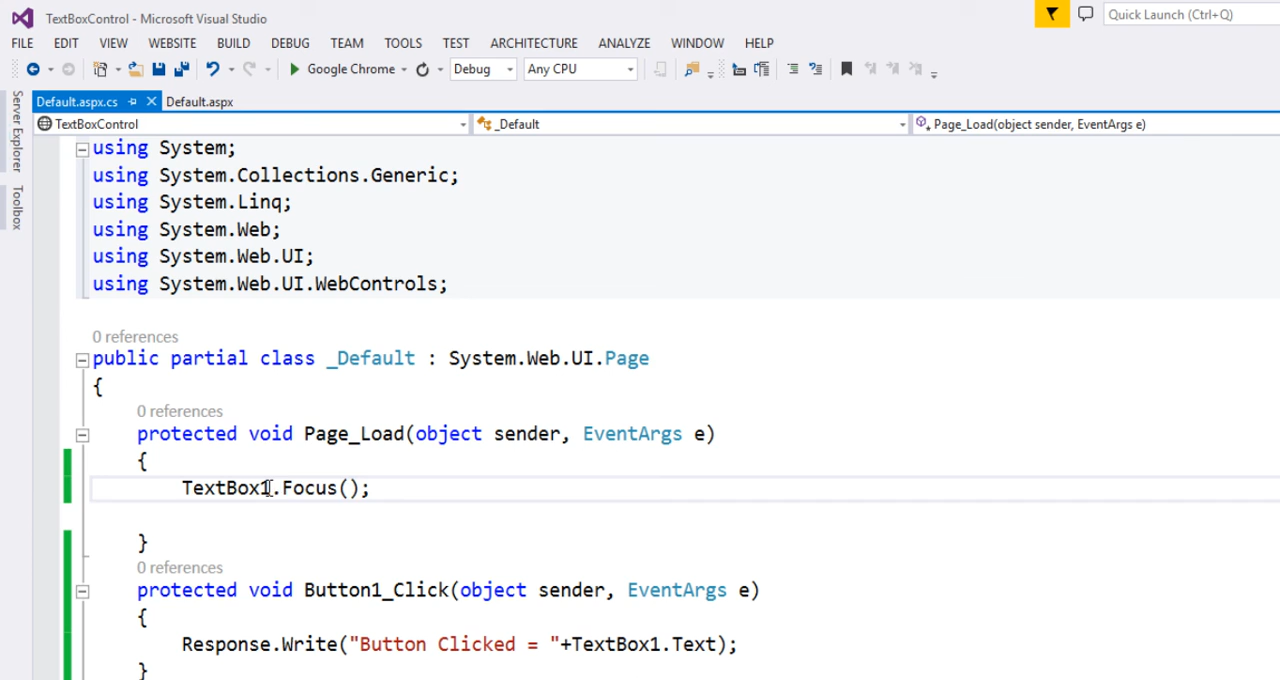 TextBoxControl - Microsoft Visual Studio
Quick Launch (Ctrl+Q)
FILE EDIT VIEW WEBSITE BUILD DEBUG TEAM TOOLS TEST ARCHITECTURE ANALYZE WINDOW HELP
Google Chrome Debug Any CPU
Server Explorer
Toolbox
Default.aspx.cs Default.aspx
TextBoxControl _Default Page_Load(object sender, EventArgs e)
using System;
using System.Collections.Generic;
using System.Linq;
using System.Web;
using System.Web.UI;
using System.Web.UI.WebControls;
0 references
public partial class _Default : System.Web.UI.Page
{
0 references
protected void Page_Load(object sender, EventArgs e)
{
TextBox1.Focus();
}
0 references
protected void Button1_Click(object sender, EventArgs e)
{
Response.Write("Button Clicked = "+TextBox1.Text);
}